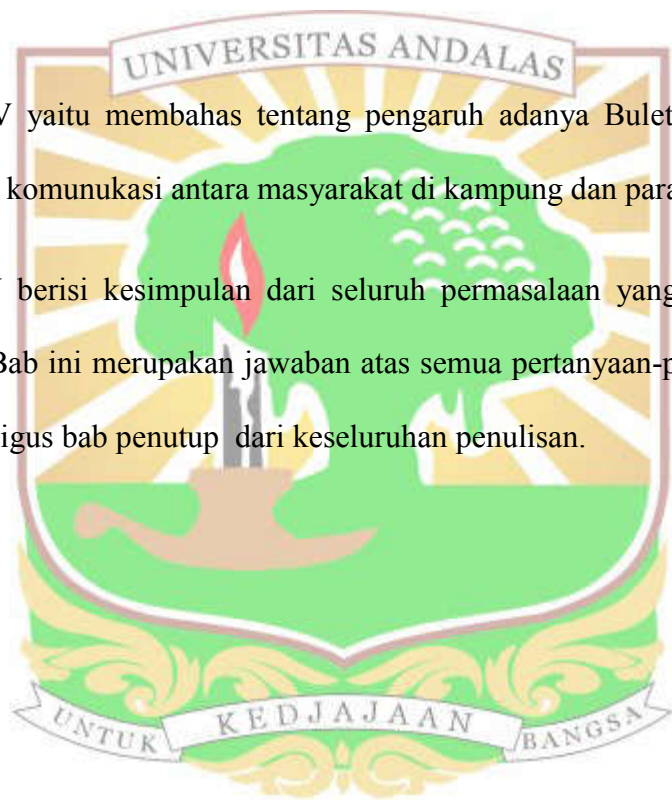 UNIVERSITAS ANDALAS
V yaitu membahas tentang pengaruh adanya Bulet
komunukasi antara masyarakat di kampung dan para
berisi kesimpulan dari seluruh permasalaan yang
Bab ini merupakan jawaban atas semua pertanyaan-p
igus bab penutup dari keseluruhan penulisan.
UNTUK KEDJAJAAN BANGSA